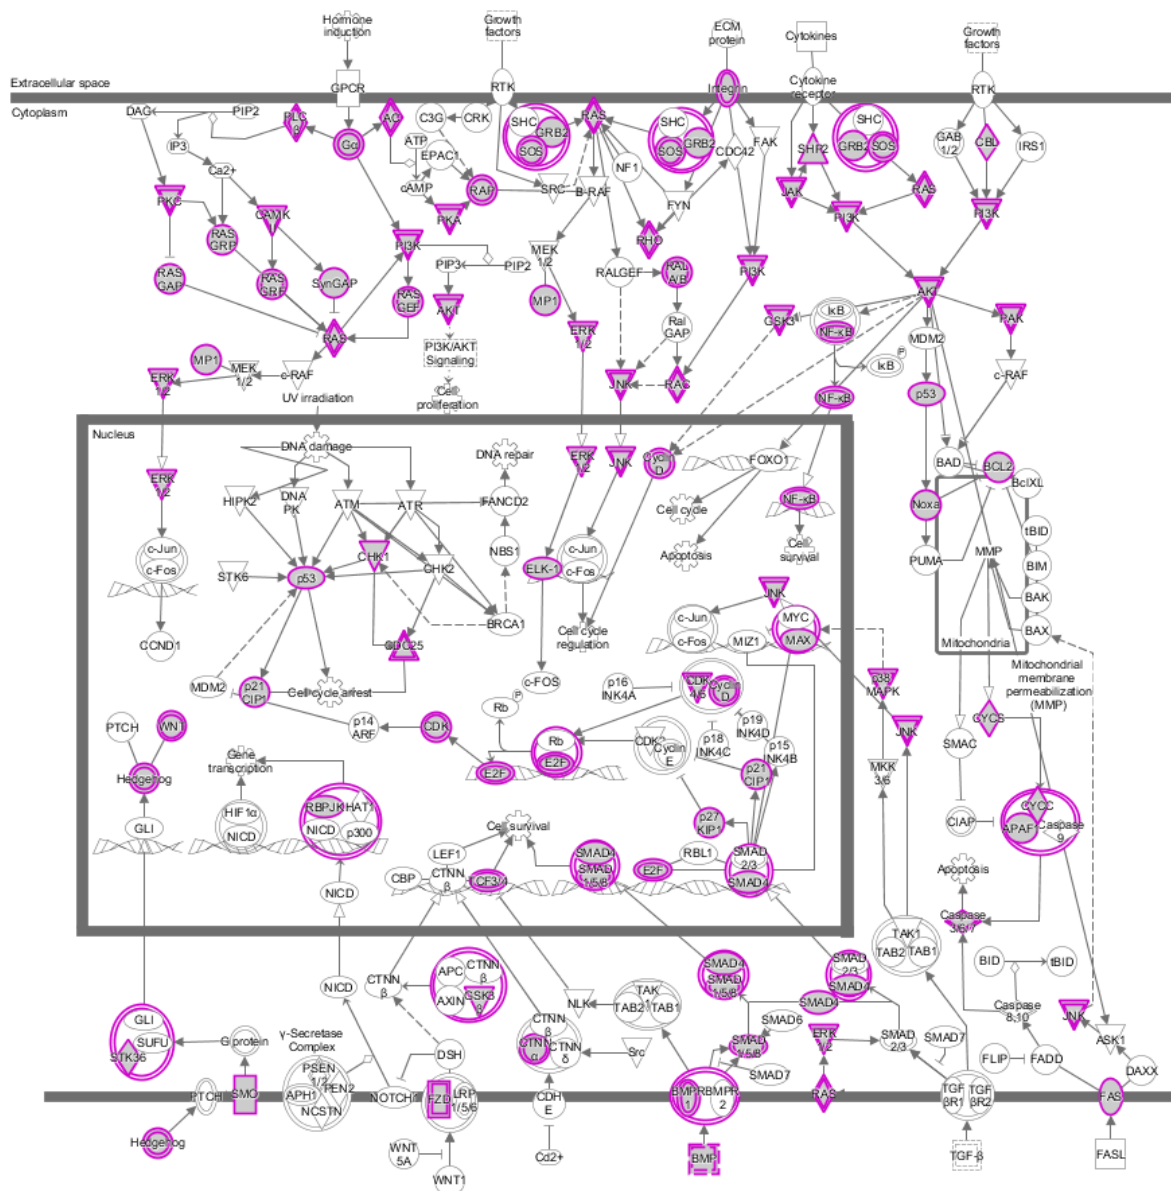 Hormone
induction
Growth
factors
ECM
protein
Cytokines
Growth
factors
Extracellular space
GPCR
RTK
Integrin
Cytokine
receptor
RTK
Cytoplasm
DAG
PIP2
PLC
β
AC
C3G
CRK
SHC
GRB2
SOS
RAS
SHC
GRB2
SOS
CDC42
FAK
SHP2
SHC
GRB2
SOS
GAB
1/2
CBL
IRS1
IP3
Gα
ATP
EPAC1
NF1
Ca2+
cAMP
RAP
SRC
B-RAF
FYN
JAK
RAS
PKC
CAMK
II
PKA
PI3K
PI3K
RAS
GRP
PI3K
RHO
MEK
1/2
PIP3
PIP2
RALGEF
RAL
A/B
PI3K
RAS
GAP
RAS
GRF
SynGAP
RAS
GEF
AKT
MP1
AKT
GSK3
IκB
NF-κB
PAK
RAS
ERK
1/2
Ral
GAP
MDM2
PI3K/AKT
Signaling
MP1
MEK
1/2
c-RAF
IκB
P
c-RAF
ERK
1/2
JNK
RAC
UV irradiation
Cell
proliferation
NF-κB
p53
Nucleus
DNA damage
DNA repair
ERK
1/2
JNK
Cyclin
D
FOXO1
BAD
BCL2
BclXL
ERK
1/2
HIPK2
DNA
PK
ATM
ATR
FANCD2
NF-κB
Noxa
Cell cycle
tBID
c-Jun
c-Fos
CHK1
CHK2
NBS1
c-Jun
c-Fos
Apoptosis
Cell
survival
PUMA
MMP
BIM
STK6
p53
ELK-1
JNK
BAK
BRCA1
CCND1
Cell cycle
regulation
c-Jun
c-Fos
MIZ1
MYC
MAX
BAX
CDC25
Mitochondria
MDM2
p21
CIP1
Cell cycle arrest
c-FOS
p16
INK4A
CDK
4/6
Cyclin
D
p38
MAPK
Mitochondrial
membrane
permeabilization
(MMP)
PTCH
WNT
p14
ARF
CDK
Rb
P
p19
INK4D
CYCS
Rb
E2F
CDK2
Cyclin
E
p18
INK4C
p15
INK4B
JNK
SMAC
Gene
transcription
Hedgehog
E2F
p21
CIP1
MKK
3/6
HIF1α
NICD
RBPJK
HAT1
NICD
p300
p27
KIP1
CYCC
APAF1
Caspase
9
CIAP
GLI
Cell survival
LEF1
CTNN
β
TCF3/4
CBP
SMAD4
SMAD
1/5/8
E2F
RBL1
SMAD
2/3
SMAD4
Apoptosis
NICD
Caspase
3/6/7
TAK1
TAB2
TAB1
NICD
CTNN
β
APC
CTNN
β
AXIN
GSK3
β
NLK
TAK
1
TAB2
TAB1
SMAD4
SMAD
1/5/8
SMAD
2/3
SMAD4
SMAD4
BID
tBID
Caspase
8,10
JNK
ASK1
GLI
SUFU
STK36
G protein
γ-Secretase
Complex
PSEN
1/2
PEN2
APH1
NCSTN
DSH
CTNN
β
CTNN
α
CTNN
δ
Src
SMAD6
SMAD
1/5/8
SMAD7
ERK
1/2
SMAD
2/3
SMAD7
FLIP
FADD
DAXX
PTCH
SMO
NOTCH
FZD
LRP
1/5/6
CDH
E
BMPR
1
BMPR
2
RAS
TGF
βR1
TGF
βR2
FAS
Hedgehog
WNT
5A
WNT1
Cd2+
BMP
TGF-β
FASL